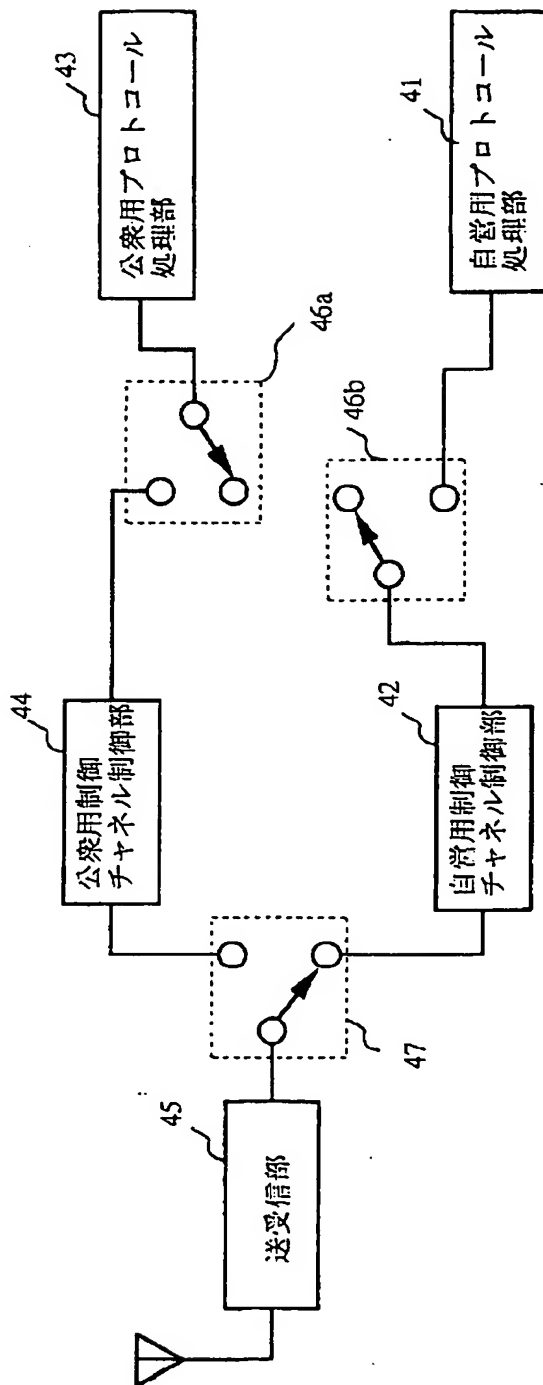 43
公衆用プロトコール
処理部
46a
44
公衆用制御
チャネル制御部
45
送受信部
47
42
自営用制御
チャネル制御部
46b
41
自営用プロトコール
処理部